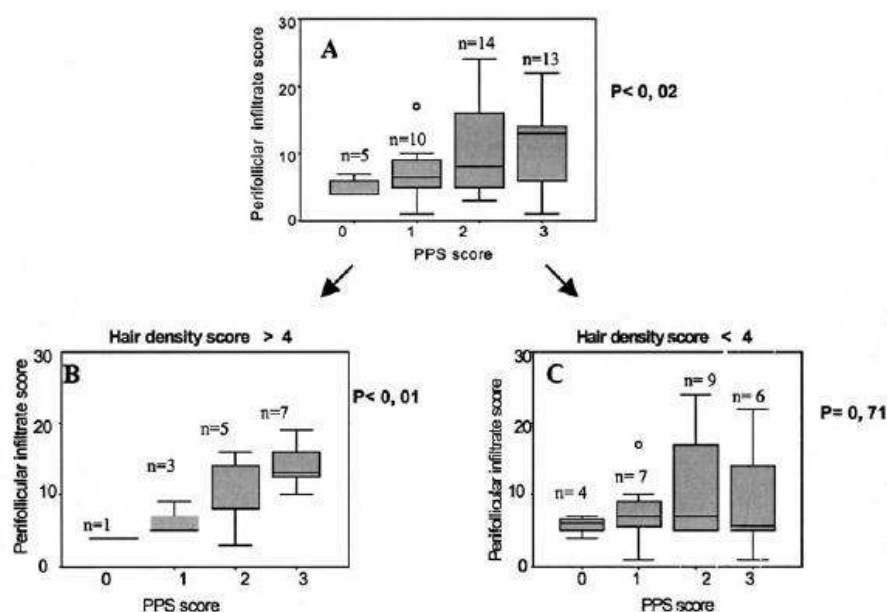 A
30
20
10
0
Perifolliclar infiltrate score
n=5
n=10
n=14
n=13
0 1 2 3
PPS score
P< 0, 02
Hair density score > 4
B
30
20
10
0
Perifollicular infiltrate score
n=1
n=3
n=5
n=7
0 1 2 3
PPS score
P< 0, 01
Hair density score < 4
C
30
20
10
0
Perifollicular infiltrate score
n= 4
n= 7
n= 9
n= 6
0 1 2 3
PPS score
P= 0, 71